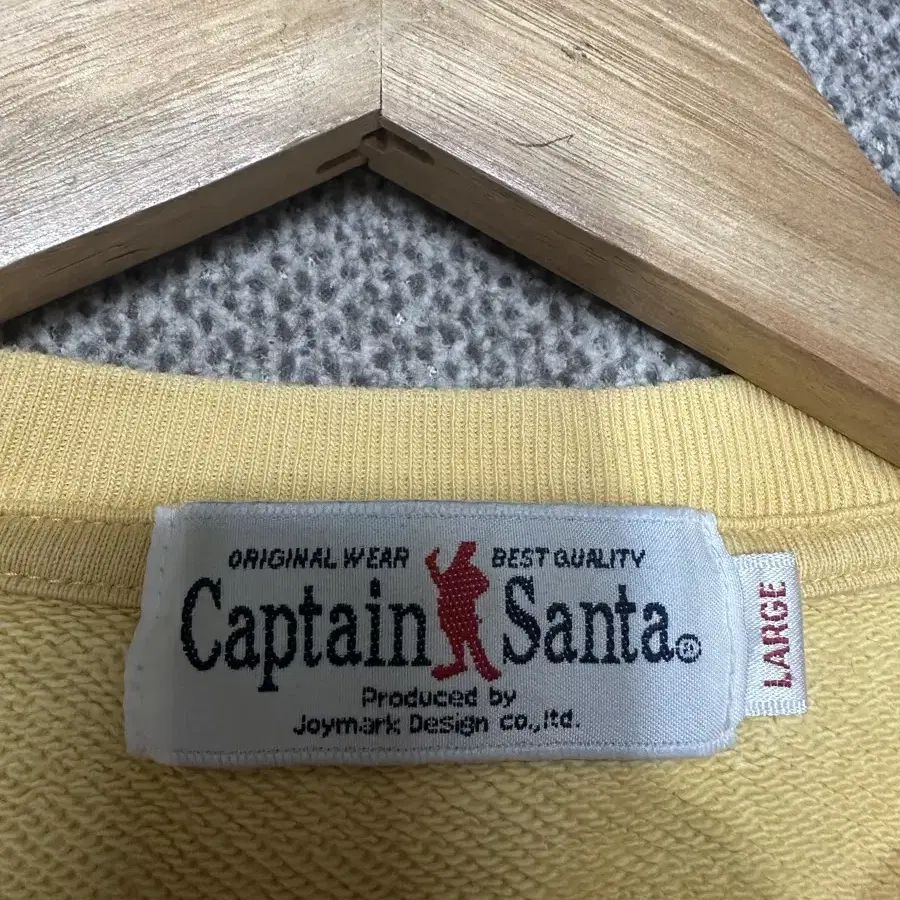 ORIGINAL WEAR BEST QUALITY
Captain Santa®
Produced by
Joymark Design co.,ltd.
LARGE